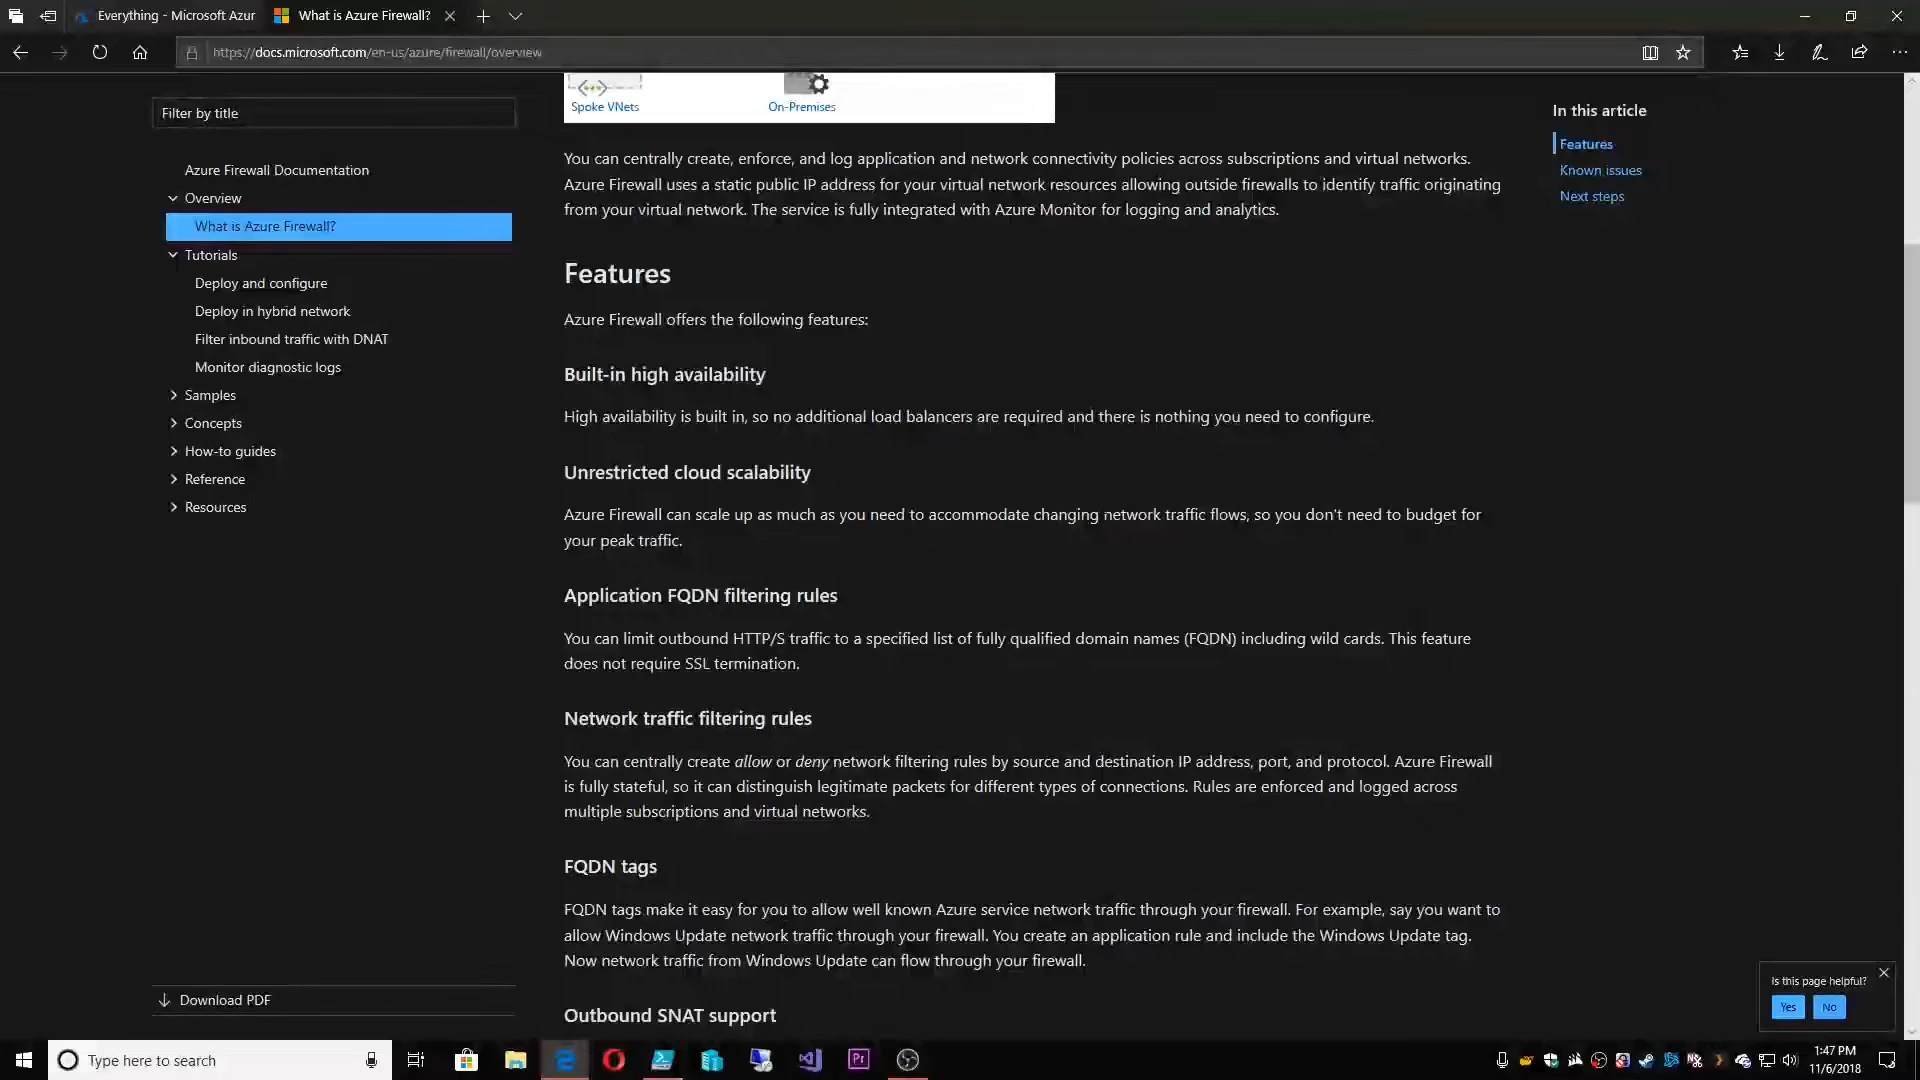 Everything - Microsoft Azur
What is Azure Firewall?
https://docs.microsoft.com/en-us/azure/firewall/overview
Filter by title
Azure Firewall Documentation
Overview
What is Azure Firewall?
Tutorials
Deploy and configure
Deploy in hybrid network
Filter inbound traffic with DNAT
Monitor diagnostic logs
Samples
Concepts
How-to guides
Reference
Resources
Download PDF
Spoke VNets
On-Premises
You can centrally create, enforce, and log application and network connectivity policies across subscriptions and virtual networks.
Azure Firewall uses a static public IP address for your virtual network resources allowing outside firewalls to identify traffic originating
from your virtual network. The service is fully integrated with Azure Monitor for logging and analytics.
Features
Azure Firewall offers the following features:
Built-in high availability
High availability is built in, so no additional load balancers are required and there is nothing you need to configure.
Unrestricted cloud scalability
Azure Firewall can scale up as much as you need to accommodate changing network traffic flows, so you don't need to budget for
your peak traffic.
Application FQDN filtering rules
You can limit outbound HTTP/S traffic to a specified list of fully qualified domain names (FQDN) including wild cards. This feature
does not require SSL termination.
Network traffic filtering rules
You can centrally create allow or deny network filtering rules by source and destination IP address, port, and protocol. Azure Firewall
is fully stateful, so it can distinguish legitimate packets for different types of connections. Rules are enforced and logged across
multiple subscriptions and virtual networks.
FQDN tags
FQDN tags make it easy for you to allow well known Azure service network traffic through your firewall. For example, say you want to
allow Windows Update network traffic through your firewall. You create an application rule and include the Windows Update tag.
Now network traffic from Windows Update can flow through your firewall.
Outbound SNAT support
In this article
Features
Known issues
Next steps
Is this page helpful?
Yes
No
Type here to search
Pr
1:47 PM
11/6/2018